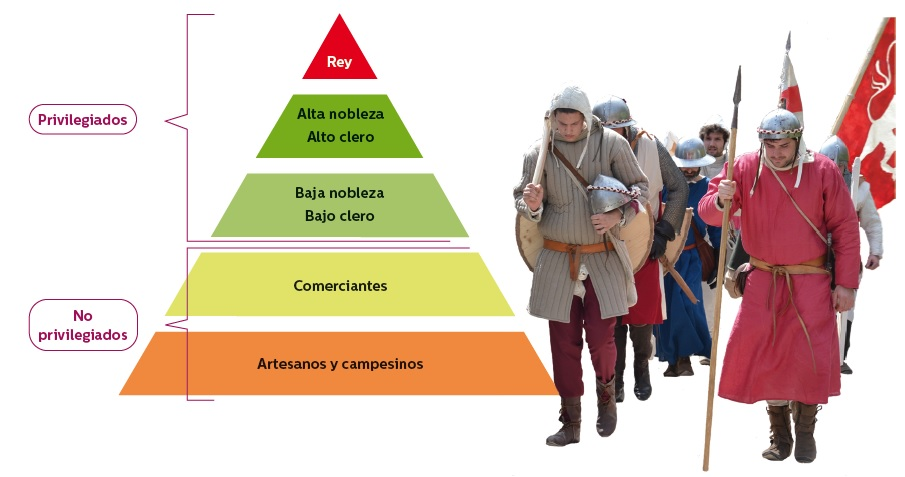 Rey
Privilegiados
Alta nobleza
Alto clero
Baja nobleza
Bajo clero
Comerciantes
No
privilegiados
Artesanos y campesinos